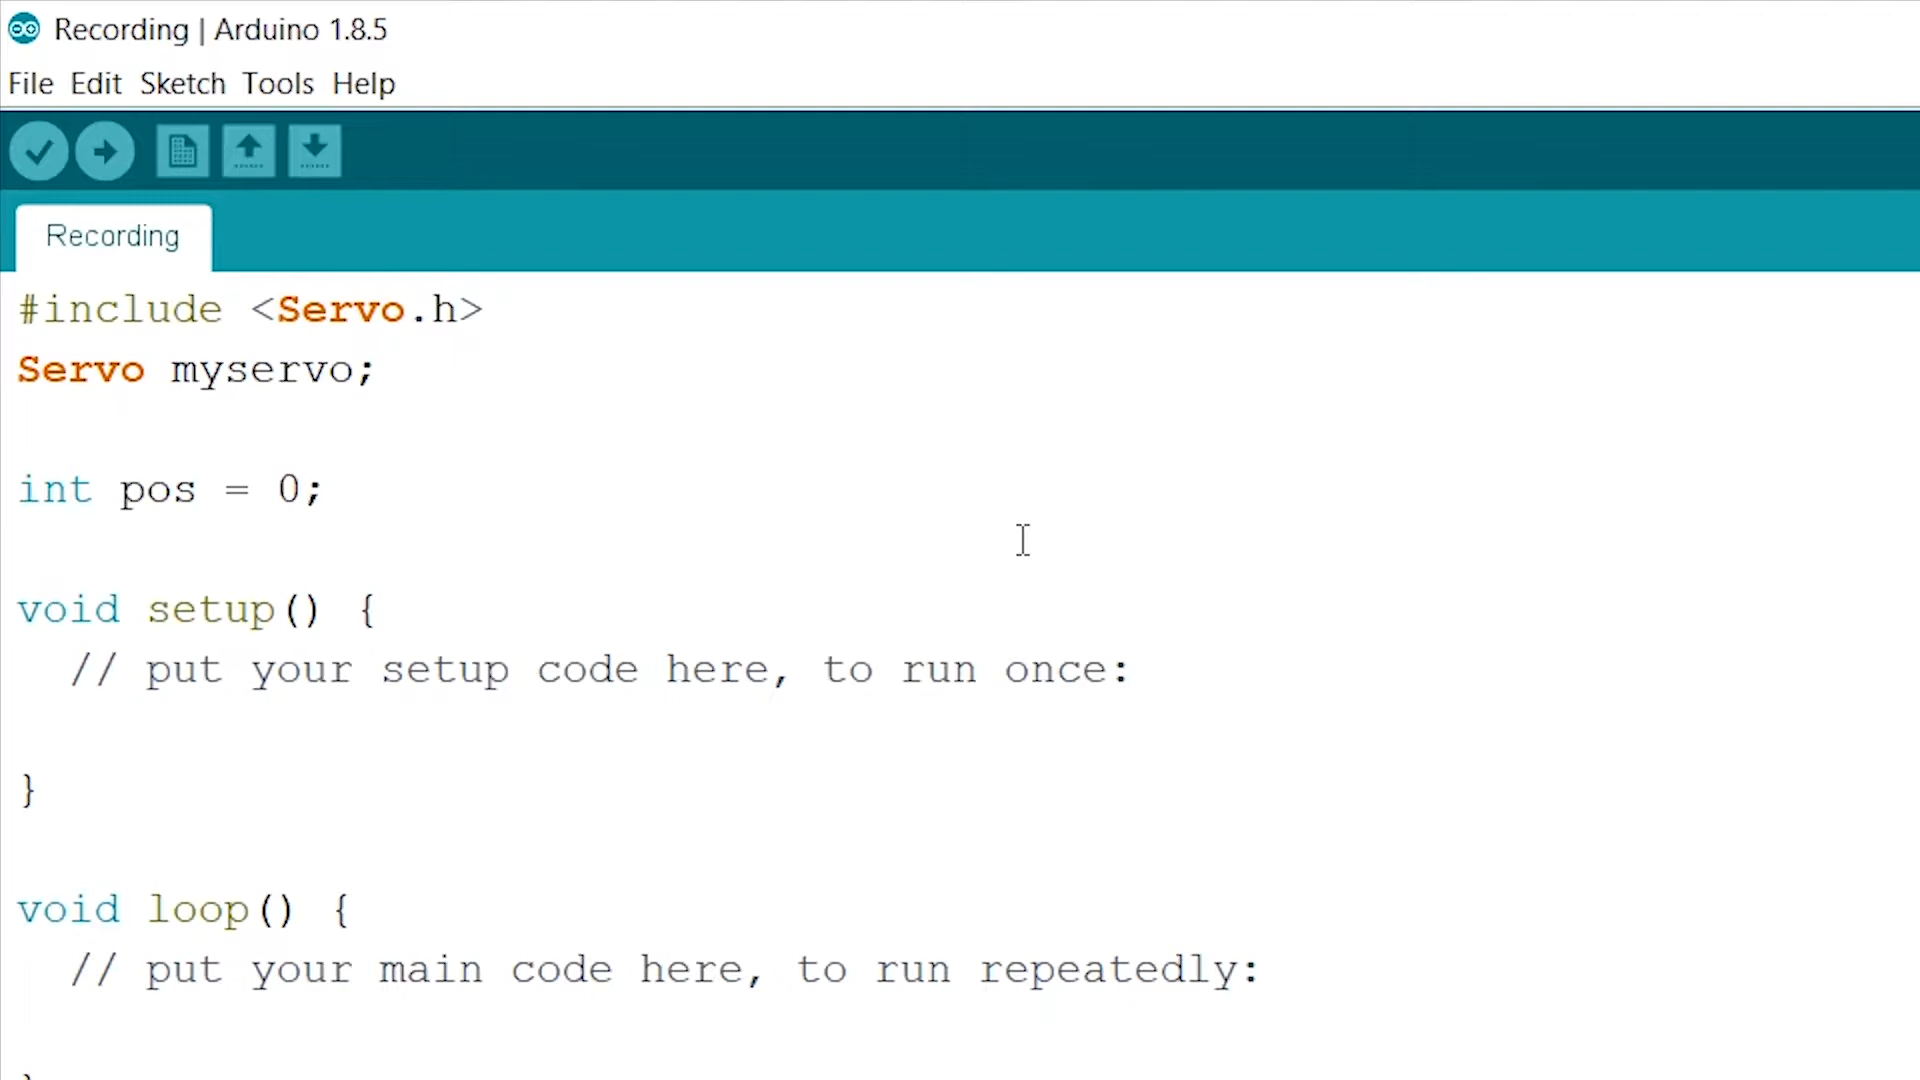 Recording | Arduino 1.8.5
File Edit Sketch Tools Help
Recording
#include <Servo.h>
Servo myservo;
int pos = 0;
void setup() {
// put your setup code here, to run once:
}
void loop() {
// put your main code here, to run repeatedly:
}